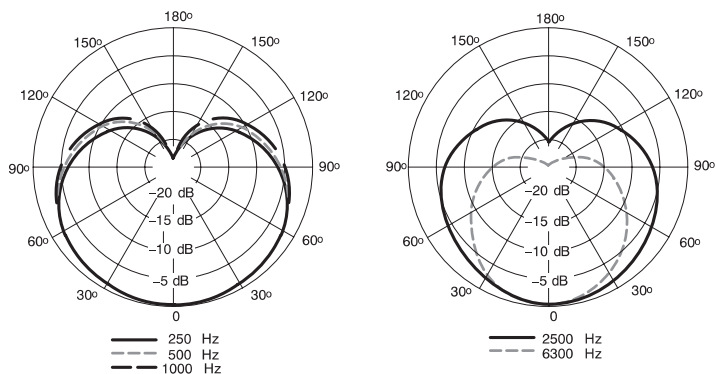 180º
150º 150º
120º 120º
90º 90º
–20 dB
–15 dB
60º –10 dB 60º
–5 dB
30º 30º
0
250 Hz
500 Hz
1000 Hz
180º
150º 150º
120º 120º
90º 90º
–20 dB
–15 dB
60º –10 dB 60º
–5 dB
30º 30º
0
2500 Hz
6300 Hz